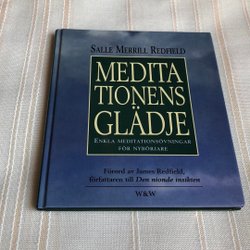 SALLE MERRILL REDFIELD
MEDITA
TIONENS
GLÄDJE
ENKLA MEDITATIONSÖVNINGAR
FÖR NYBÖRJARE
Förord av James Redfield,
författaren till Den nionde insikten
W&W